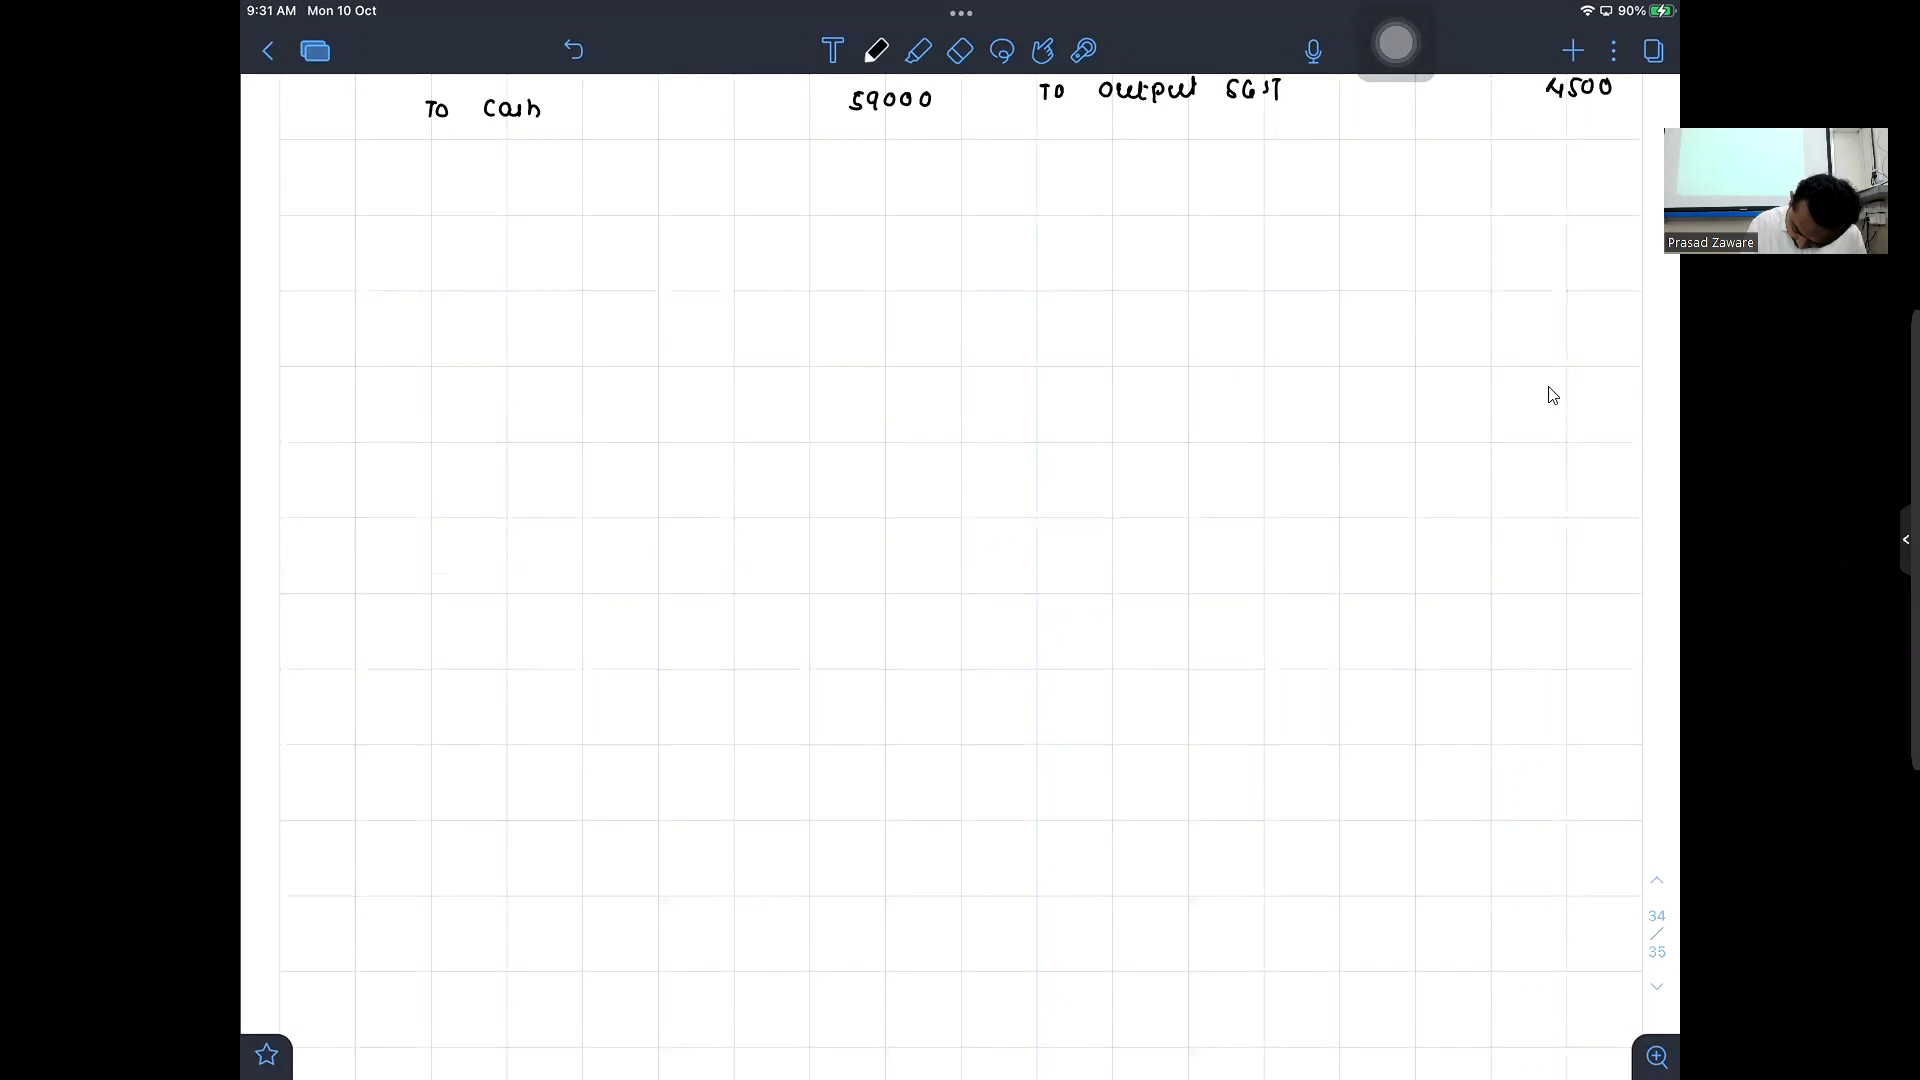 9:31 AM Mon 10 Oct
90%
To Cash 59000
To Output SGST 4500
Prasad Zaware
34
/
35